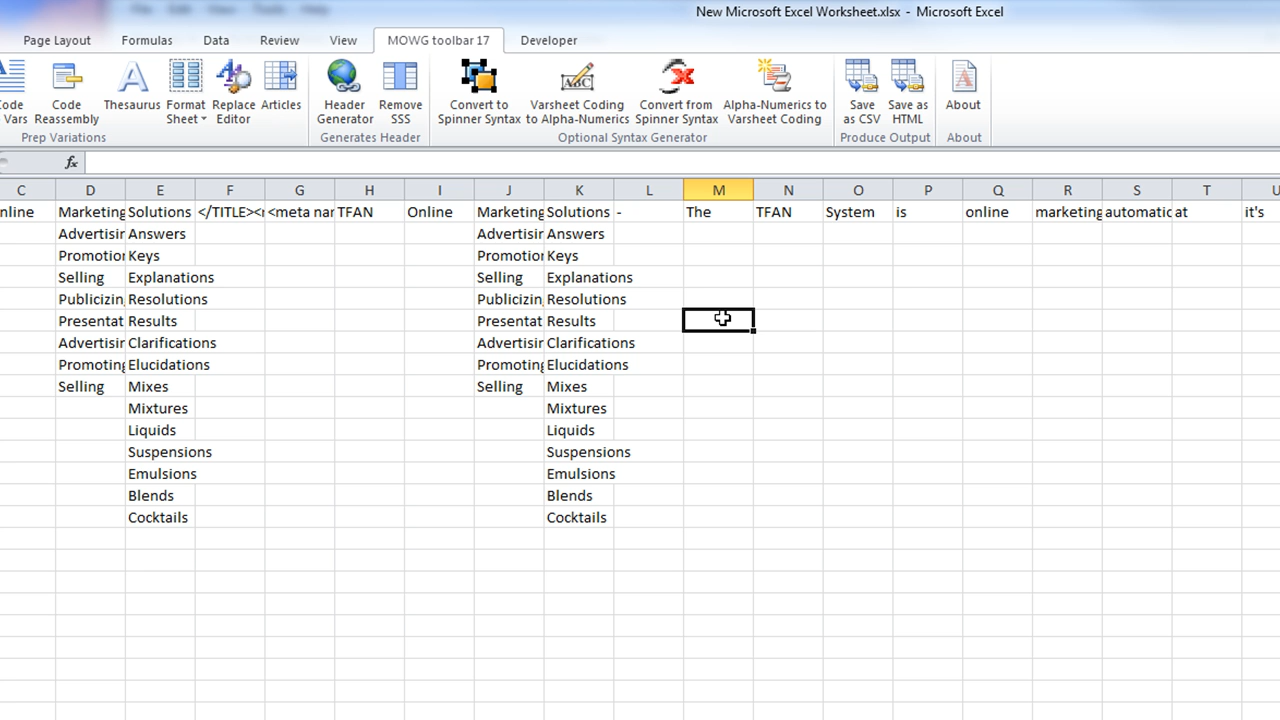 New Microsoft Excel Worksheet.xlsx - Microsoft Excel
Page Layout Formulas Data Review View MOWG toolbar 17 Developer
Code Thesaurus Format Replace Articles Header Remove Convert to Varsheet Coding Convert from Alpha-Numerics to Save Save as About
Vars Reassembly Sheet Editor Generator SSS Spinner Syntax to Alpha-Numerics Spinner Syntax Varsheet Coding as CSV HTML
Prep Variations Generates Header Optional Syntax Generator Produce Output About
fx
C D E F G H I J K L M N O P Q R S T U
nline Marketing Solutions </TITLE>< <meta nar TFAN Online Marketing Solutions - The TFAN System is online marketing automatic at it's
Advertisin Answers Advertisin Answers
Promotion Keys Promotion Keys
Selling Explanations Selling Explanations
Publicizin Resolutions Publicizin Resolutions
Presentat Results Presentat Results
Advertisin Clarifications Advertisin Clarifications
Promoting Elucidations Promoting Elucidations
Selling Mixes Selling Mixes
Mixtures Mixtures
Liquids Liquids
Suspensions Suspensions
Emulsions Emulsions
Blends Blends
Cocktails Cocktails